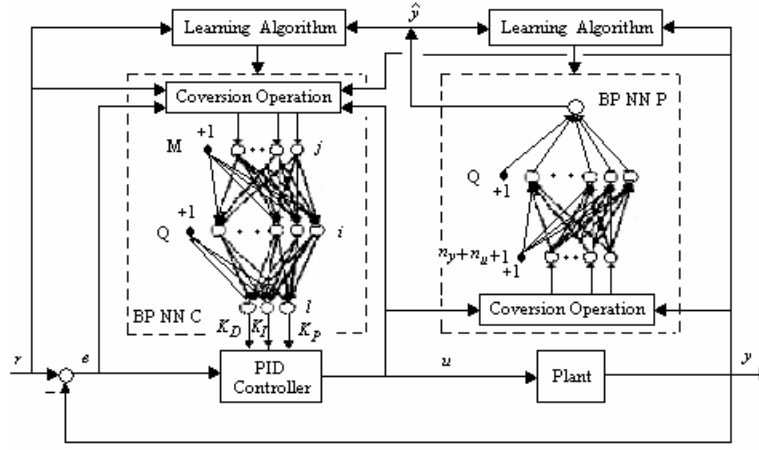 ŷ
Learning Algorithm
Learning Algorithm
Coversion Operation
BP NN P
M +1 · · j
Q +1 · · i
Q +1 · ·
n_y+n_u+1 +1 · ·
l
BP NN C
K_D K_I K_P
Coversion Operation
r e
PID
Controller
u
Plant
y
−